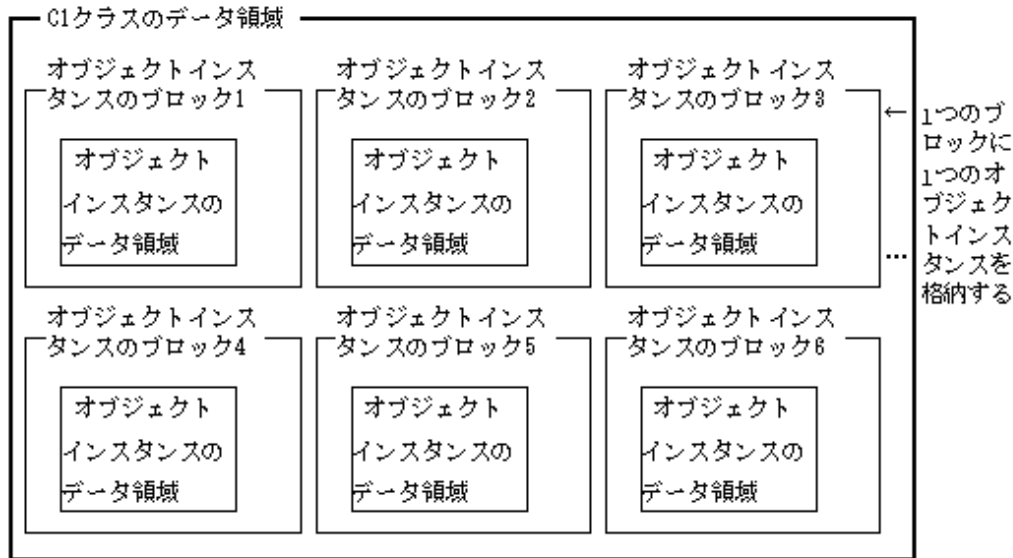 C1クラスのデータ領域
オブジェクトインス
タンスのブロック1
オブジェクト
インスタンスの
データ領域
オブジェクトインス
タンスのブロック2
オブジェクト
インスタンスの
データ領域
オブジェクトインス
タンスのブロック3
オブジェクト
インスタンスの
データ領域
←
1つのブ
ロックに
1つのオ
ブジェク
トインス
タンスを
格納する
…
オブジェクトインス
タンスのブロック4
オブジェクト
インスタンスの
データ領域
オブジェクトインス
タンスのブロック5
オブジェクト
インスタンスの
データ領域
オブジェクトインス
タンスのブロック6
オブジェクト
インスタンスの
データ領域